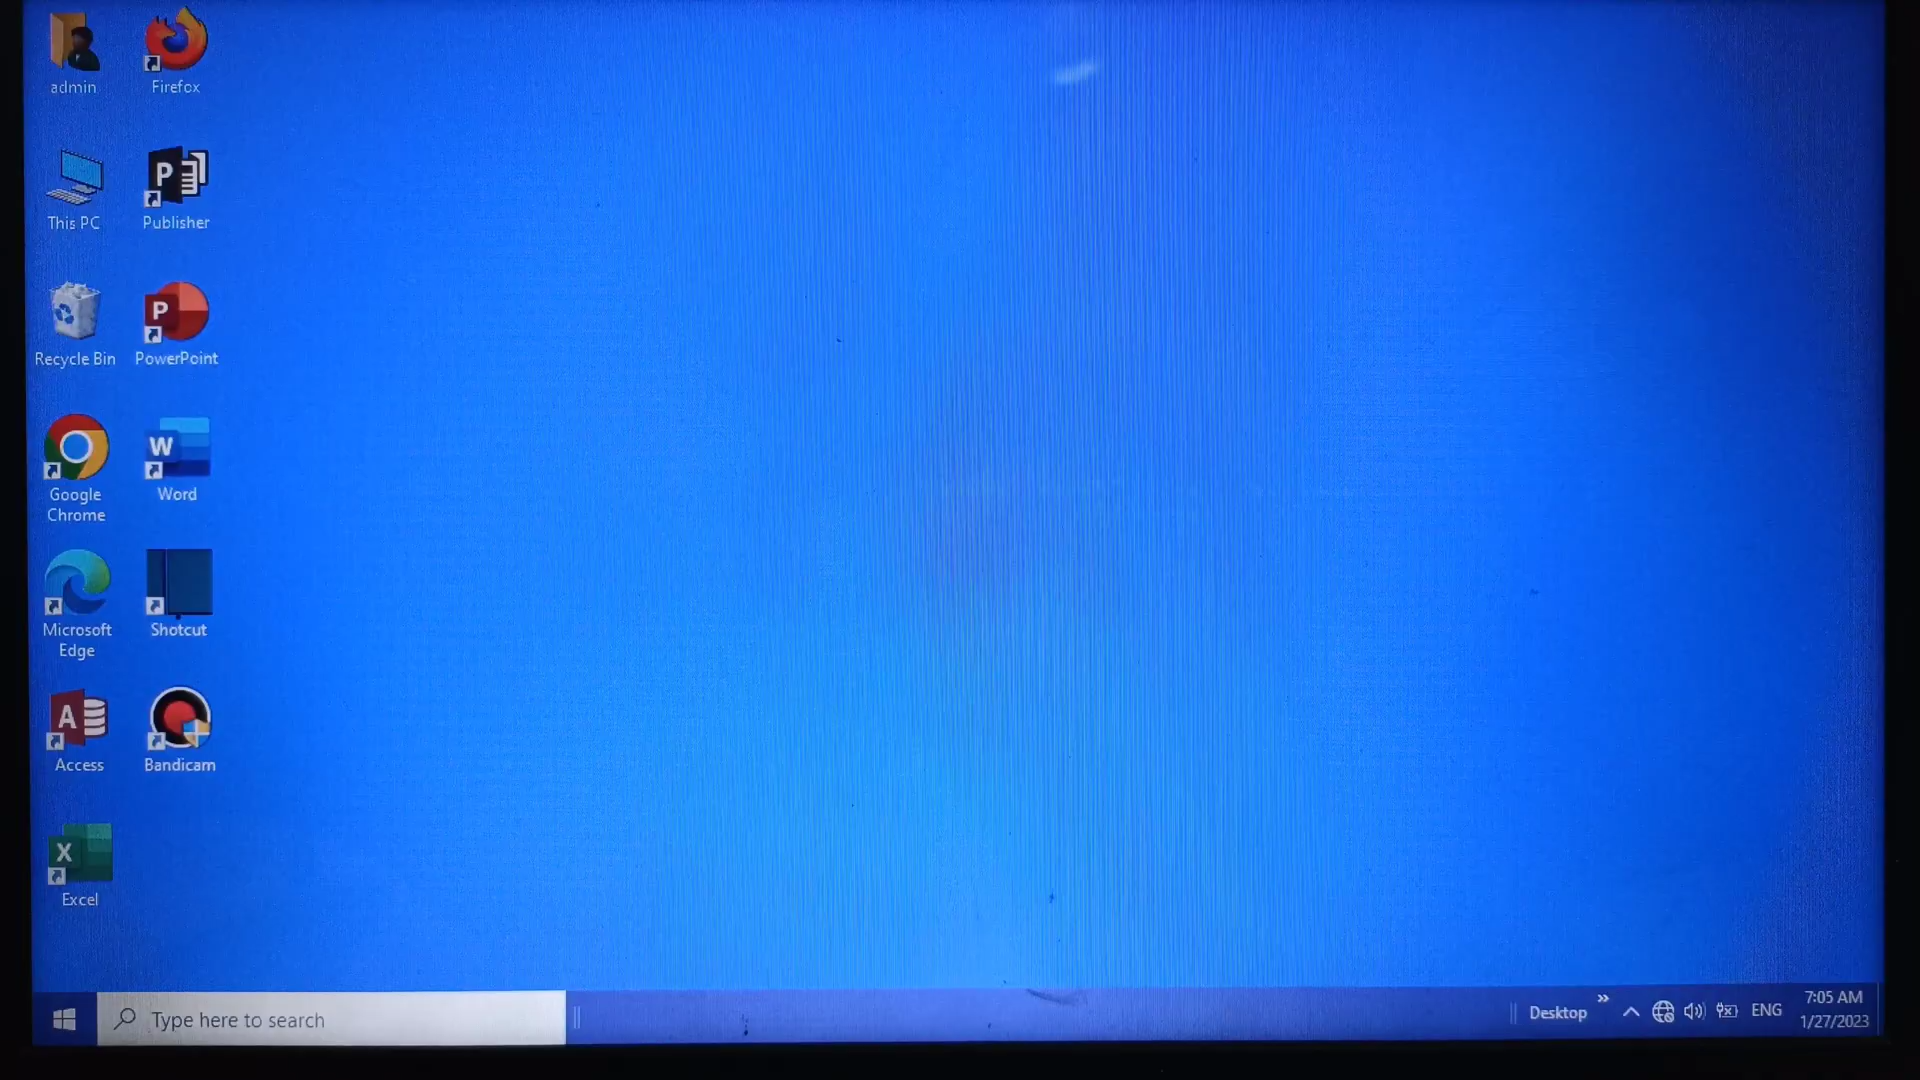 admin
Firefox
This PC
Publisher
Recycle Bin
PowerPoint
Google
Chrome
Word
Microsoft
Edge
Shotcut
Access
Bandicam
Excel
Type here to search
Desktop
ENG
7:05 AM
1/27/2023